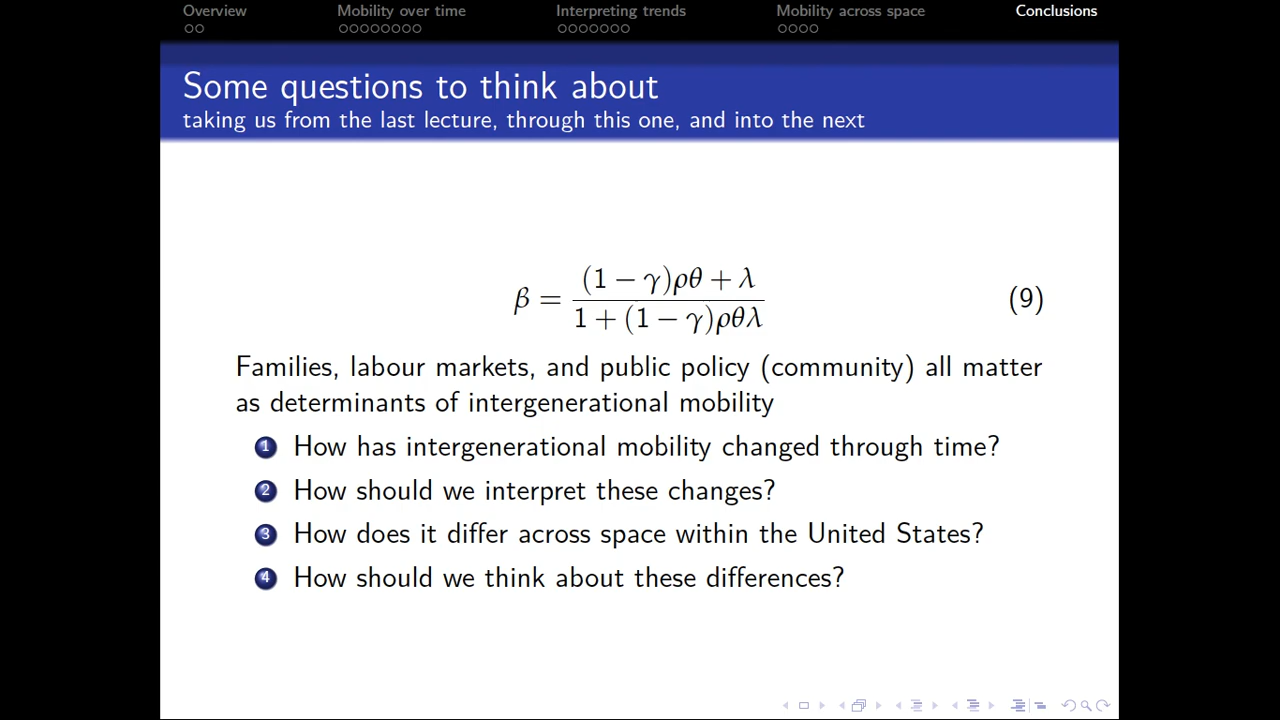 Overview Mobility over time Interpreting trends Mobility across space Conclusions
Some questions to think about
taking us from the last lecture, through this one, and into the next
β = (1 − γ)ρθ + λ / 1 + (1 − γ)ρθλ (9)
Families, labour markets, and public policy (community) all matter
as determinants of intergenerational mobility
1 How has intergenerational mobility changed through time?
2 How should we interpret these changes?
3 How does it differ across space within the United States?
4 How should we think about these differences?